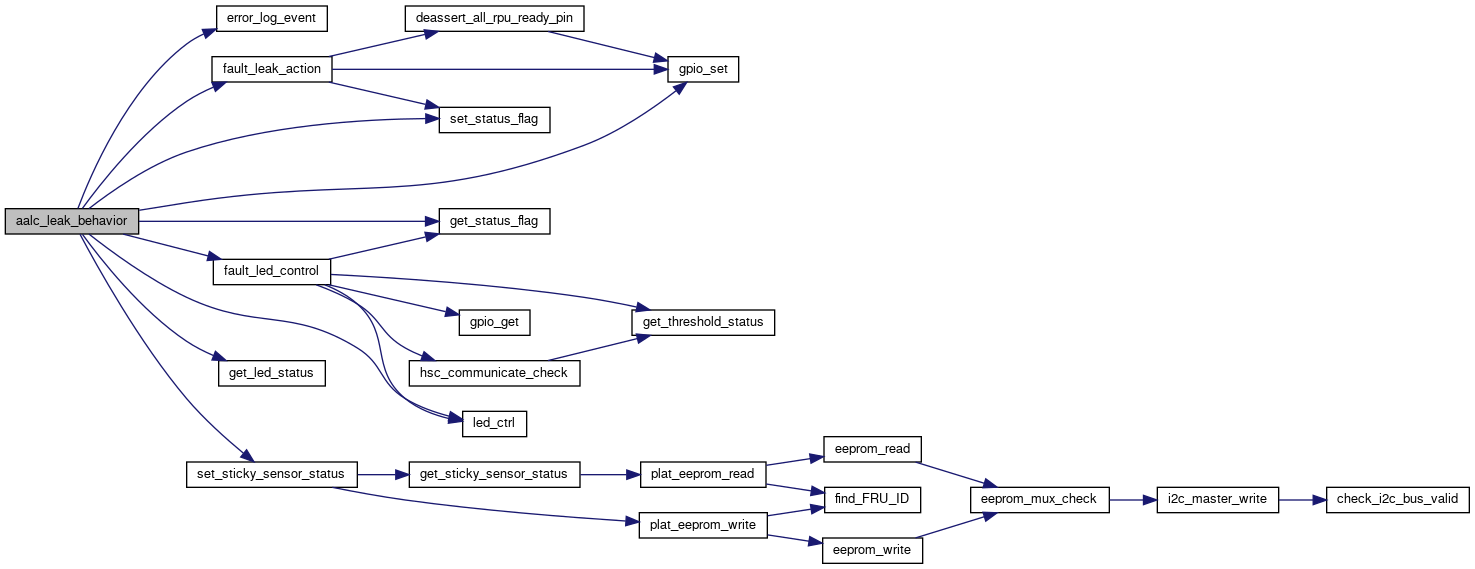 error_log_event
deassert_all_rpu_ready_pin
fault_leak_action
gpio_set
set_status_flag
aalc_leak_behavior
get_status_flag
fault_led_control
gpio_get
get_threshold_status
get_led_status
hsc_communicate_check
led_ctrl
eeprom_read
set_sticky_sensor_status
get_sticky_sensor_status
plat_eeprom_read
find_FRU_ID
eeprom_mux_check
i2c_master_write
check_i2c_bus_valid
plat_eeprom_write
eeprom_write